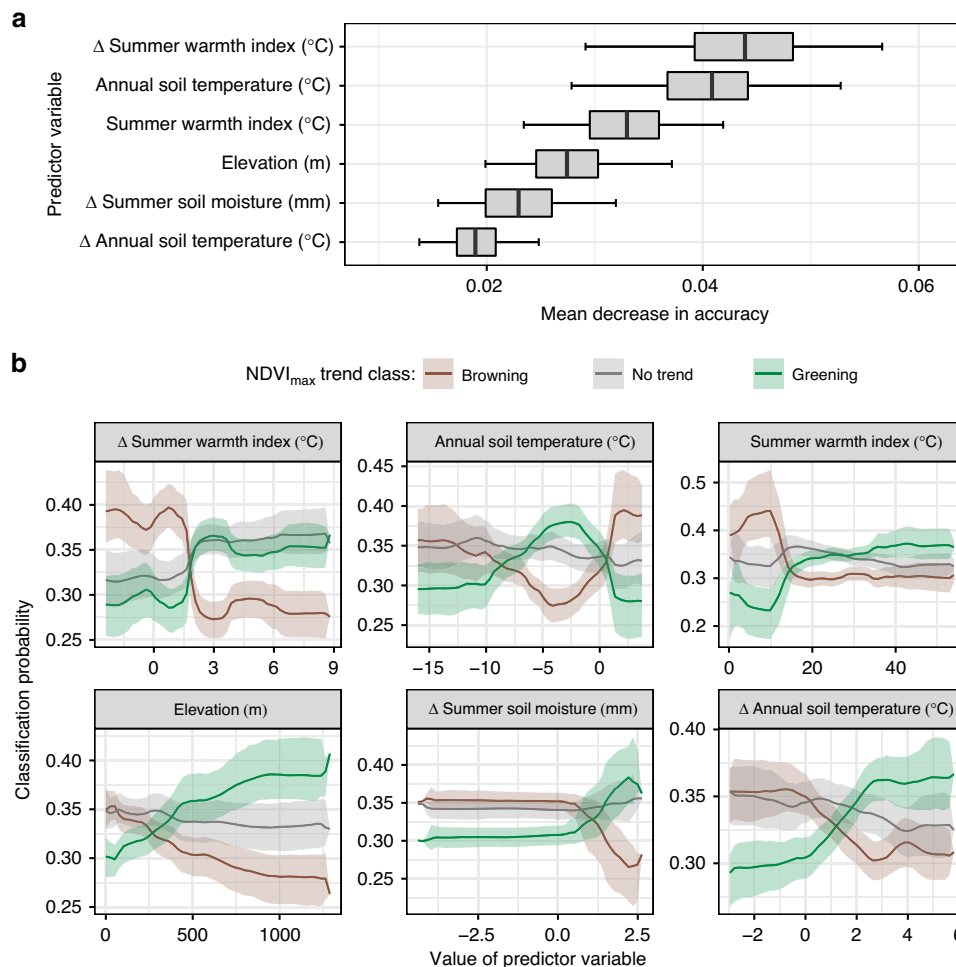 a
Predictor variable
Δ Summer warmth index (°C)
Annual soil temperature (°C)
Summer warmth index (°C)
Elevation (m)
Δ Summer soil moisture (mm)
Δ Annual soil temperature (°C)
0.02 0.04 0.06
Mean decrease in accuracy
b
NDVImax trend class: Browning No trend Greening
Classification probability
Δ Summer warmth index (°C)
0.40
0.35
0.30
0.25
0 3 6 9
Annual soil temperature (°C)
0.45
0.40
0.35
0.30
0.25
−15 −10 −5 0
Summer warmth index (°C)
0.5
0.4
0.3
0.2
0 20 40
Elevation (m)
0.40
0.35
0.30
0.25
0 500 1000
Δ Summer soil moisture (mm)
0.40
0.35
0.30
0.25
−2.5 0.0 2.5
Δ Annual soil temperature (°C)
0.40
0.35
0.30
−2 0 2 4 6
Value of predictor variable